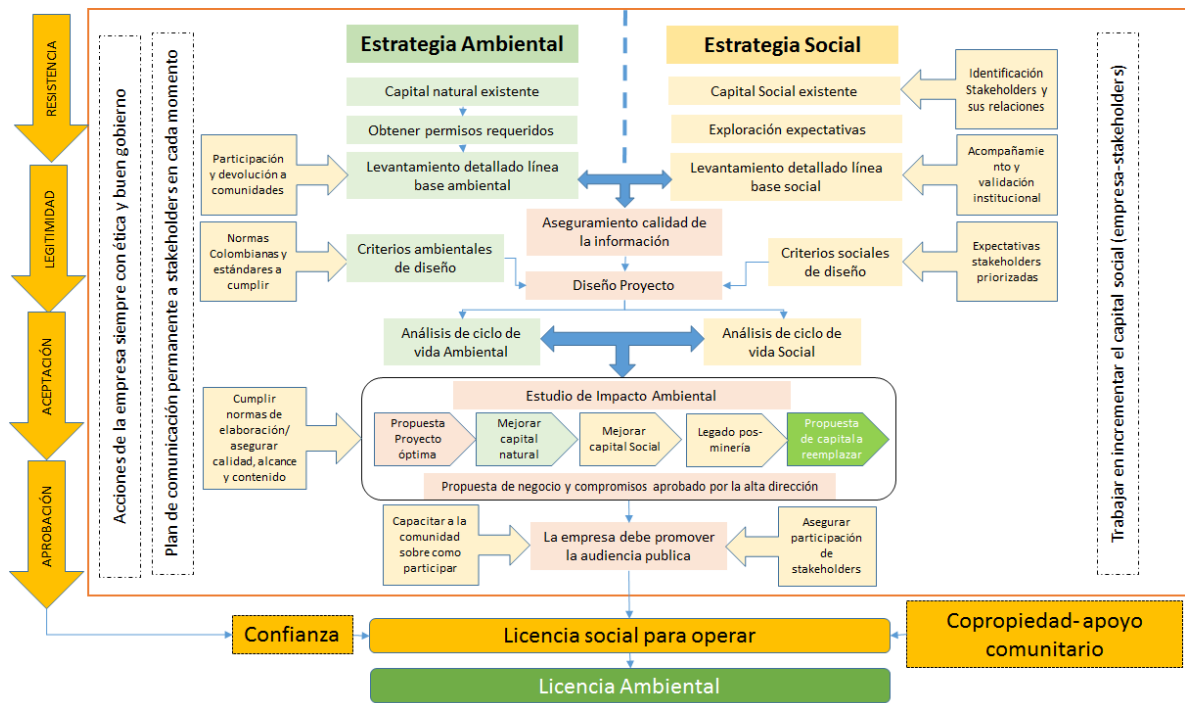 RESISTENCIA
LEGITIMIDAD
ACEPTACIÓN
APROBACIÓN
Acciones de la empresa siempre con ética y buen gobierno
Plan de comunicación permanente a stakeholders en cada momento
Estrategia Ambiental
Estrategia Social
Capital natural existente
Capital Social existente
Identificación
Stakeholders y
sus relaciones
Obtener permisos requeridos
Exploración expectativas
Participación
y devolución a
comunidades
Levantamiento detallado línea
base ambiental
Levantamiento detallado línea
base social
Acompañamie
nto y
validación
institucional
Aseguramiento calidad de
la información
Normas
Colombianas y
estándares a
cumplir
Criterios ambientales
de diseño
Criterios sociales
de diseño
Expectativas
stakeholders
priorizadas
Diseño Proyecto
Análisis de ciclo de
vida Ambiental
Análisis de ciclo de
vida Social
Cumplir
normas de
elaboración/
asegurar
calidad, alcance
y contenido
Estudio de Impacto Ambiental
Propuesta
Proyecto
óptima
Mejorar
capital
natural
Mejorar
capital Social
Legado pos-
minería
Propuesta
de capital a
reemplazar
Propuesta de negocio y compromisos aprobado por la alta dirección
Capacitar a la
comunidad
sobre como
participar
La empresa debe promover
la audiencia publica
Asegurar
participación
de
stakeholders
Trabajar en incrementar el capital social (empresa-stakeholders)
Confianza
Licencia social para operar
Copropiedad- apoyo
comunitario
Licencia Ambiental